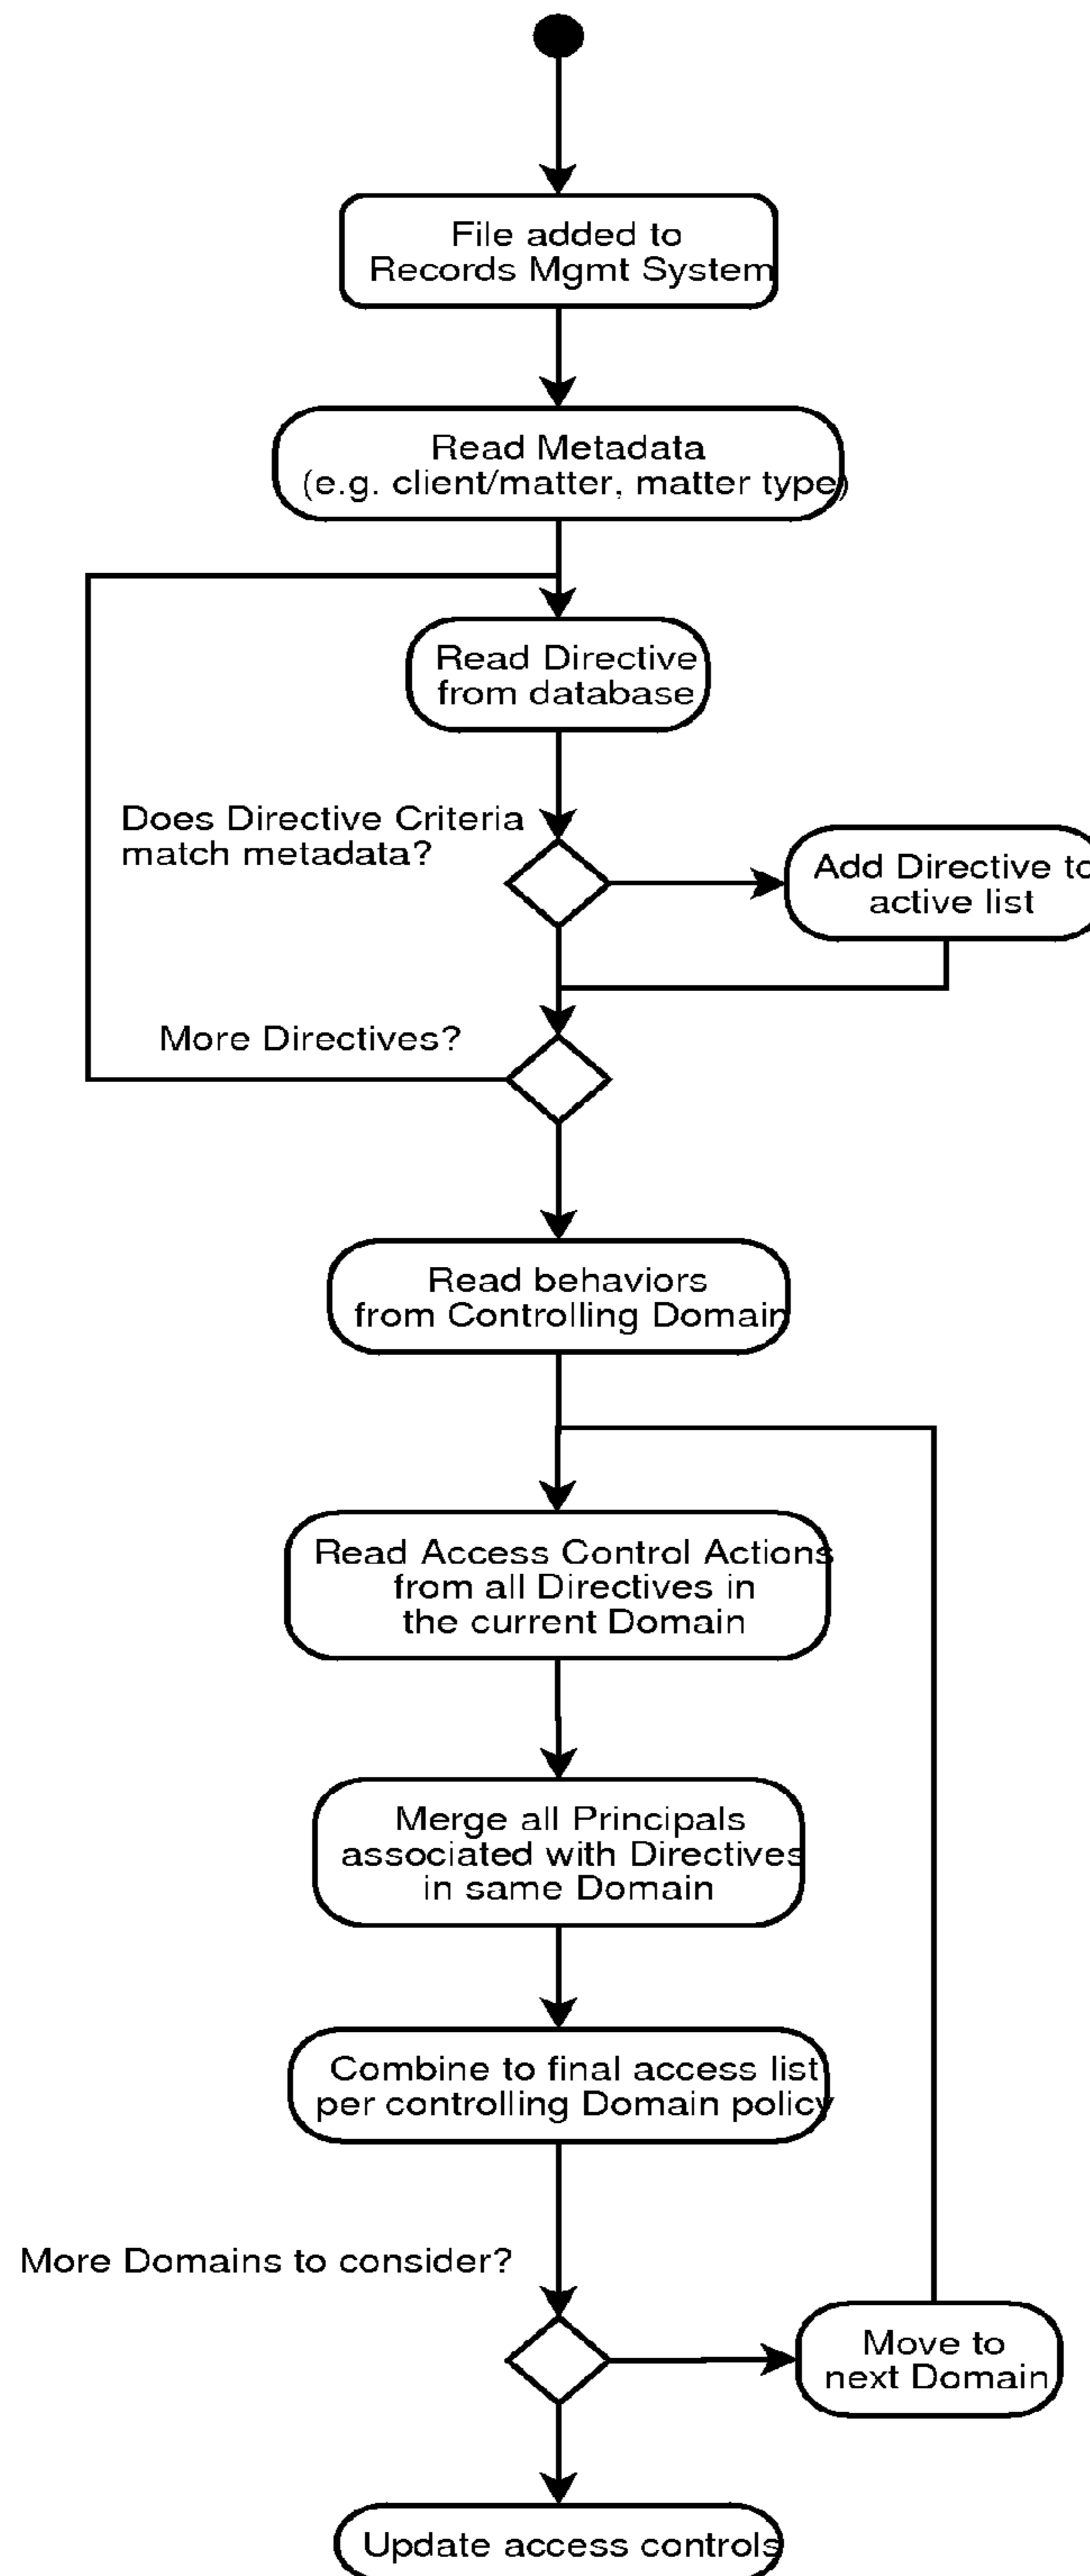 File added to
Records Mgmt System
Read Metadata
(e.g. client/matter, matter type)
Read Directive
from database
Does Directive Criteria
match metadata?
Add Directive to
active list
More Directives?
Read behaviors
from Controlling Domain
Read Access Control Actions
from all Directives in
the current Domain
Merge all Principals
associated with Directives
in same Domain
Combine to final access list
per controlling Domain policy
More Domains to consider?
Move to
next Domain
Update access controls